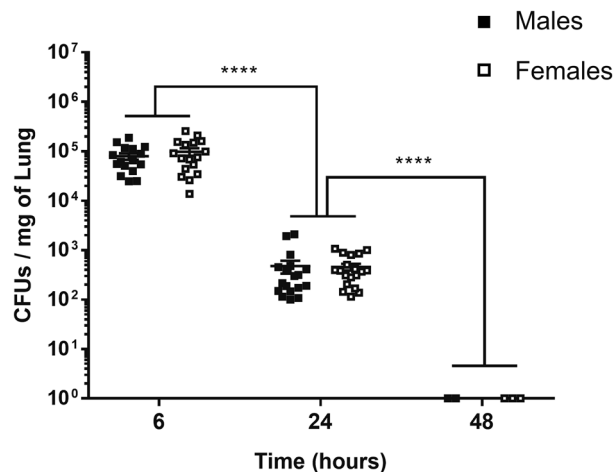 Males
Females
10⁷
10⁶
10⁵
10⁴
10³
10²
10¹
10⁰
CFUs / mg of Lung
****
****
6 24 48
Time (hours)